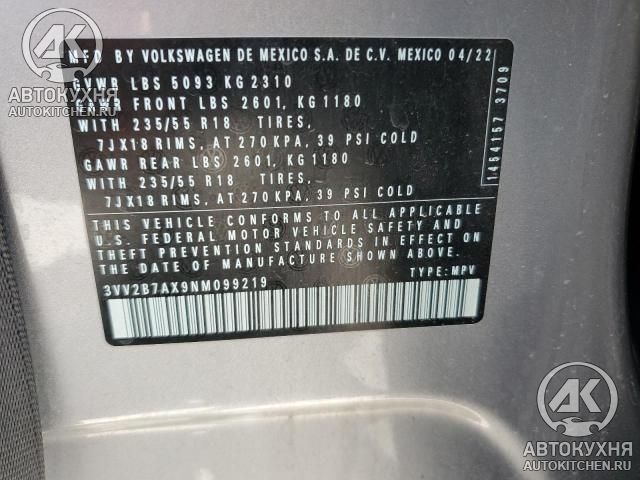 MFD BY VOLKSWAGEN DE MEXICO S.A. DE C.V. MEXICO 04/22
GVWR LBS 5093 KG 2310
GAWR FRONT LBS 2601, KG 1180
WITH 235/55 R18 TIRES,
7JX18 RIMS, AT 270 KPA, 39 PSI COLD
GAWR REAR LBS 2601, KG 1180
WITH 235/55 R18 TIRES,
7JX18 RIMS, AT 270 KPA, 39 PSI COLD
THIS VEHICLE CONFORMS TO ALL APPLICABLE
U.S. FEDERAL MOTOR VEHICLE SAFETY AND
THEFT PREVENTION STANDARDS IN EFFECT ON
DATE OF MANUFACTURE SHOWN ABOVE.
3VV2B7AX9NM099219 TYPE: MPV
1454157 3709
АК
АВТОКУХНЯ
AUTOKITCHEN.RU
АК
АВТОКУХНЯ
AUTOKITCHEN.RU